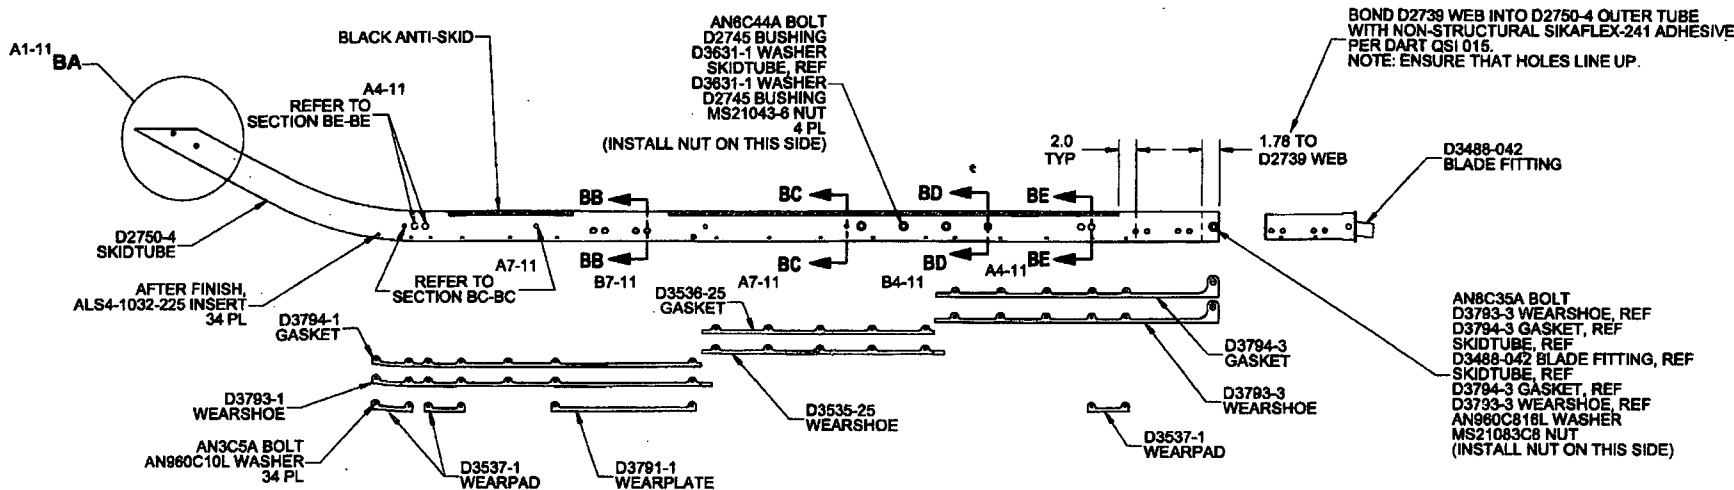 A1-11
BA
BLACK ANTI-SKID
A4-11
REFER TO
SECTION BE-BE
AN6C44A BOLT
D2745 BUSHING
D3631-1 WASHER
SKIDTUBE, REF
D3631-1 WASHER
D2745 BUSHING
MS21043-6 NUT
4 PL
(INSTALL NUT ON THIS SIDE)
BOND D2739 WEB INTO D2750-4 OUTER TUBE
WITH NON-STRUCTURAL SIKAFLEX-241 ADHESIVE
PER DART QSI 015.
NOTE: ENSURE THAT HOLES LINE UP.
2.0
TYP
1.78 TO
D2739 WEB
D3488-042
BLADE FITTING
BB
BC
BD
BE
D2750-4
SKIDTUBE
BB
BC
BD
BE
A7-11
REFER TO
SECTION BC-BC
B7-11
A7-11
B4-11
A4-11
AFTER FINISH,
ALS4-1032-225 INSERT
34 PL
D3794-1
GASKET
D3536-25
GASKET
D3794-3
GASKET
D3793-1
WEARSHOE
D3535-25
WEARSHOE
D3793-3
WEARSHOE
AN3C5A BOLT
AN960C10L WASHER
34 PL
D3537-1
WEARPAD
D3791-1
WEARPLATE
D3537-1
WEARPAD
AN8C35A BOLT
D3793-3 WEARSHOE, REF
D3794-3 GASKET, REF
SKIDTUBE, REF
D3488-042 BLADE FITTING, REF
SKIDTUBE, REF
D3794-3 GASKET, REF
D3793-3 WEARSHOE, REF
AN960C816L WASHER
MS21083C8 NUT
(INSTALL NUT ON THIS SIDE)